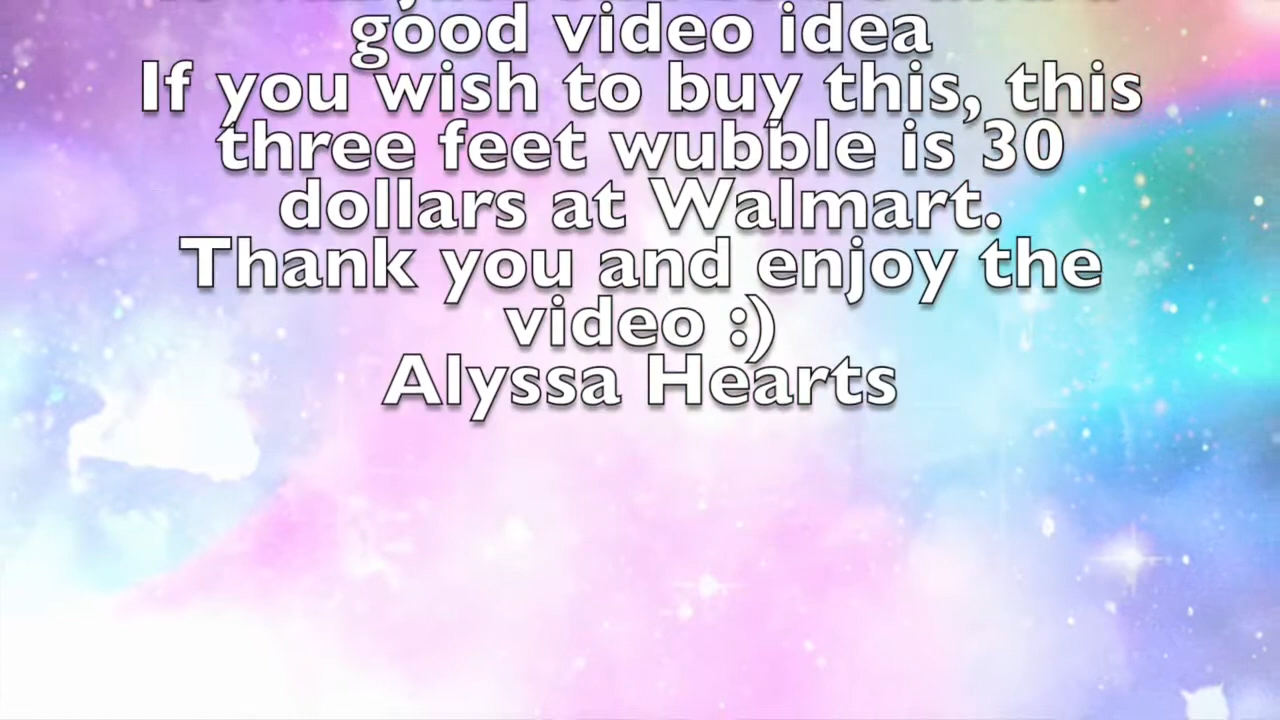 good video idea
If you wish to buy this, this
three feet wubble is 30
dollars at Walmart.
Thank you and enjoy the
video :)
Alyssa Hearts